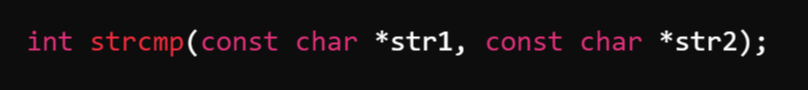 int strcmp(const char *str1, const char *str2);